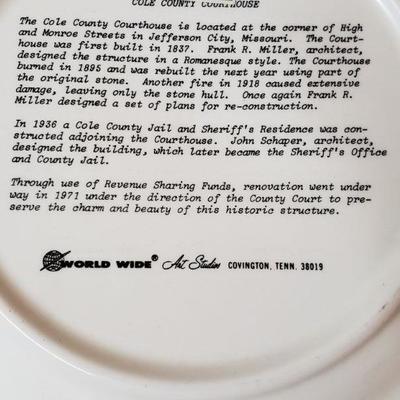 COLE COUNTY COURTHOUSE
The Cole County Courthouse is located at the corner of High
and Monroe Streets in Jefferson City, Missouri. The Court-
house was first built in 1837. Frank R. Miller, architect,
designed the structure in a Romanesque style. The Courthouse
burned in 1895 and was rebuilt the next year using part of
the original stone. Another fire in 1918 caused extensive
damage, leaving only the stone hull. Once again Frank R.
Miller designed a set of plans for re-construction.
In 1936 a Cole County Jail and Sheriff's Residence was con-
structed adjoining the Courthouse. John Schaper, architect,
designed the building, which later became the Sheriff's Office
and County Jail.
Through use of Revenue Sharing Funds, renovation went under
way in 1971 under the direction of the County Court to pre-
serve the charm and beauty of this historic structure.
WORLD WIDE® Art Studios COVINGTON, TENN. 38019